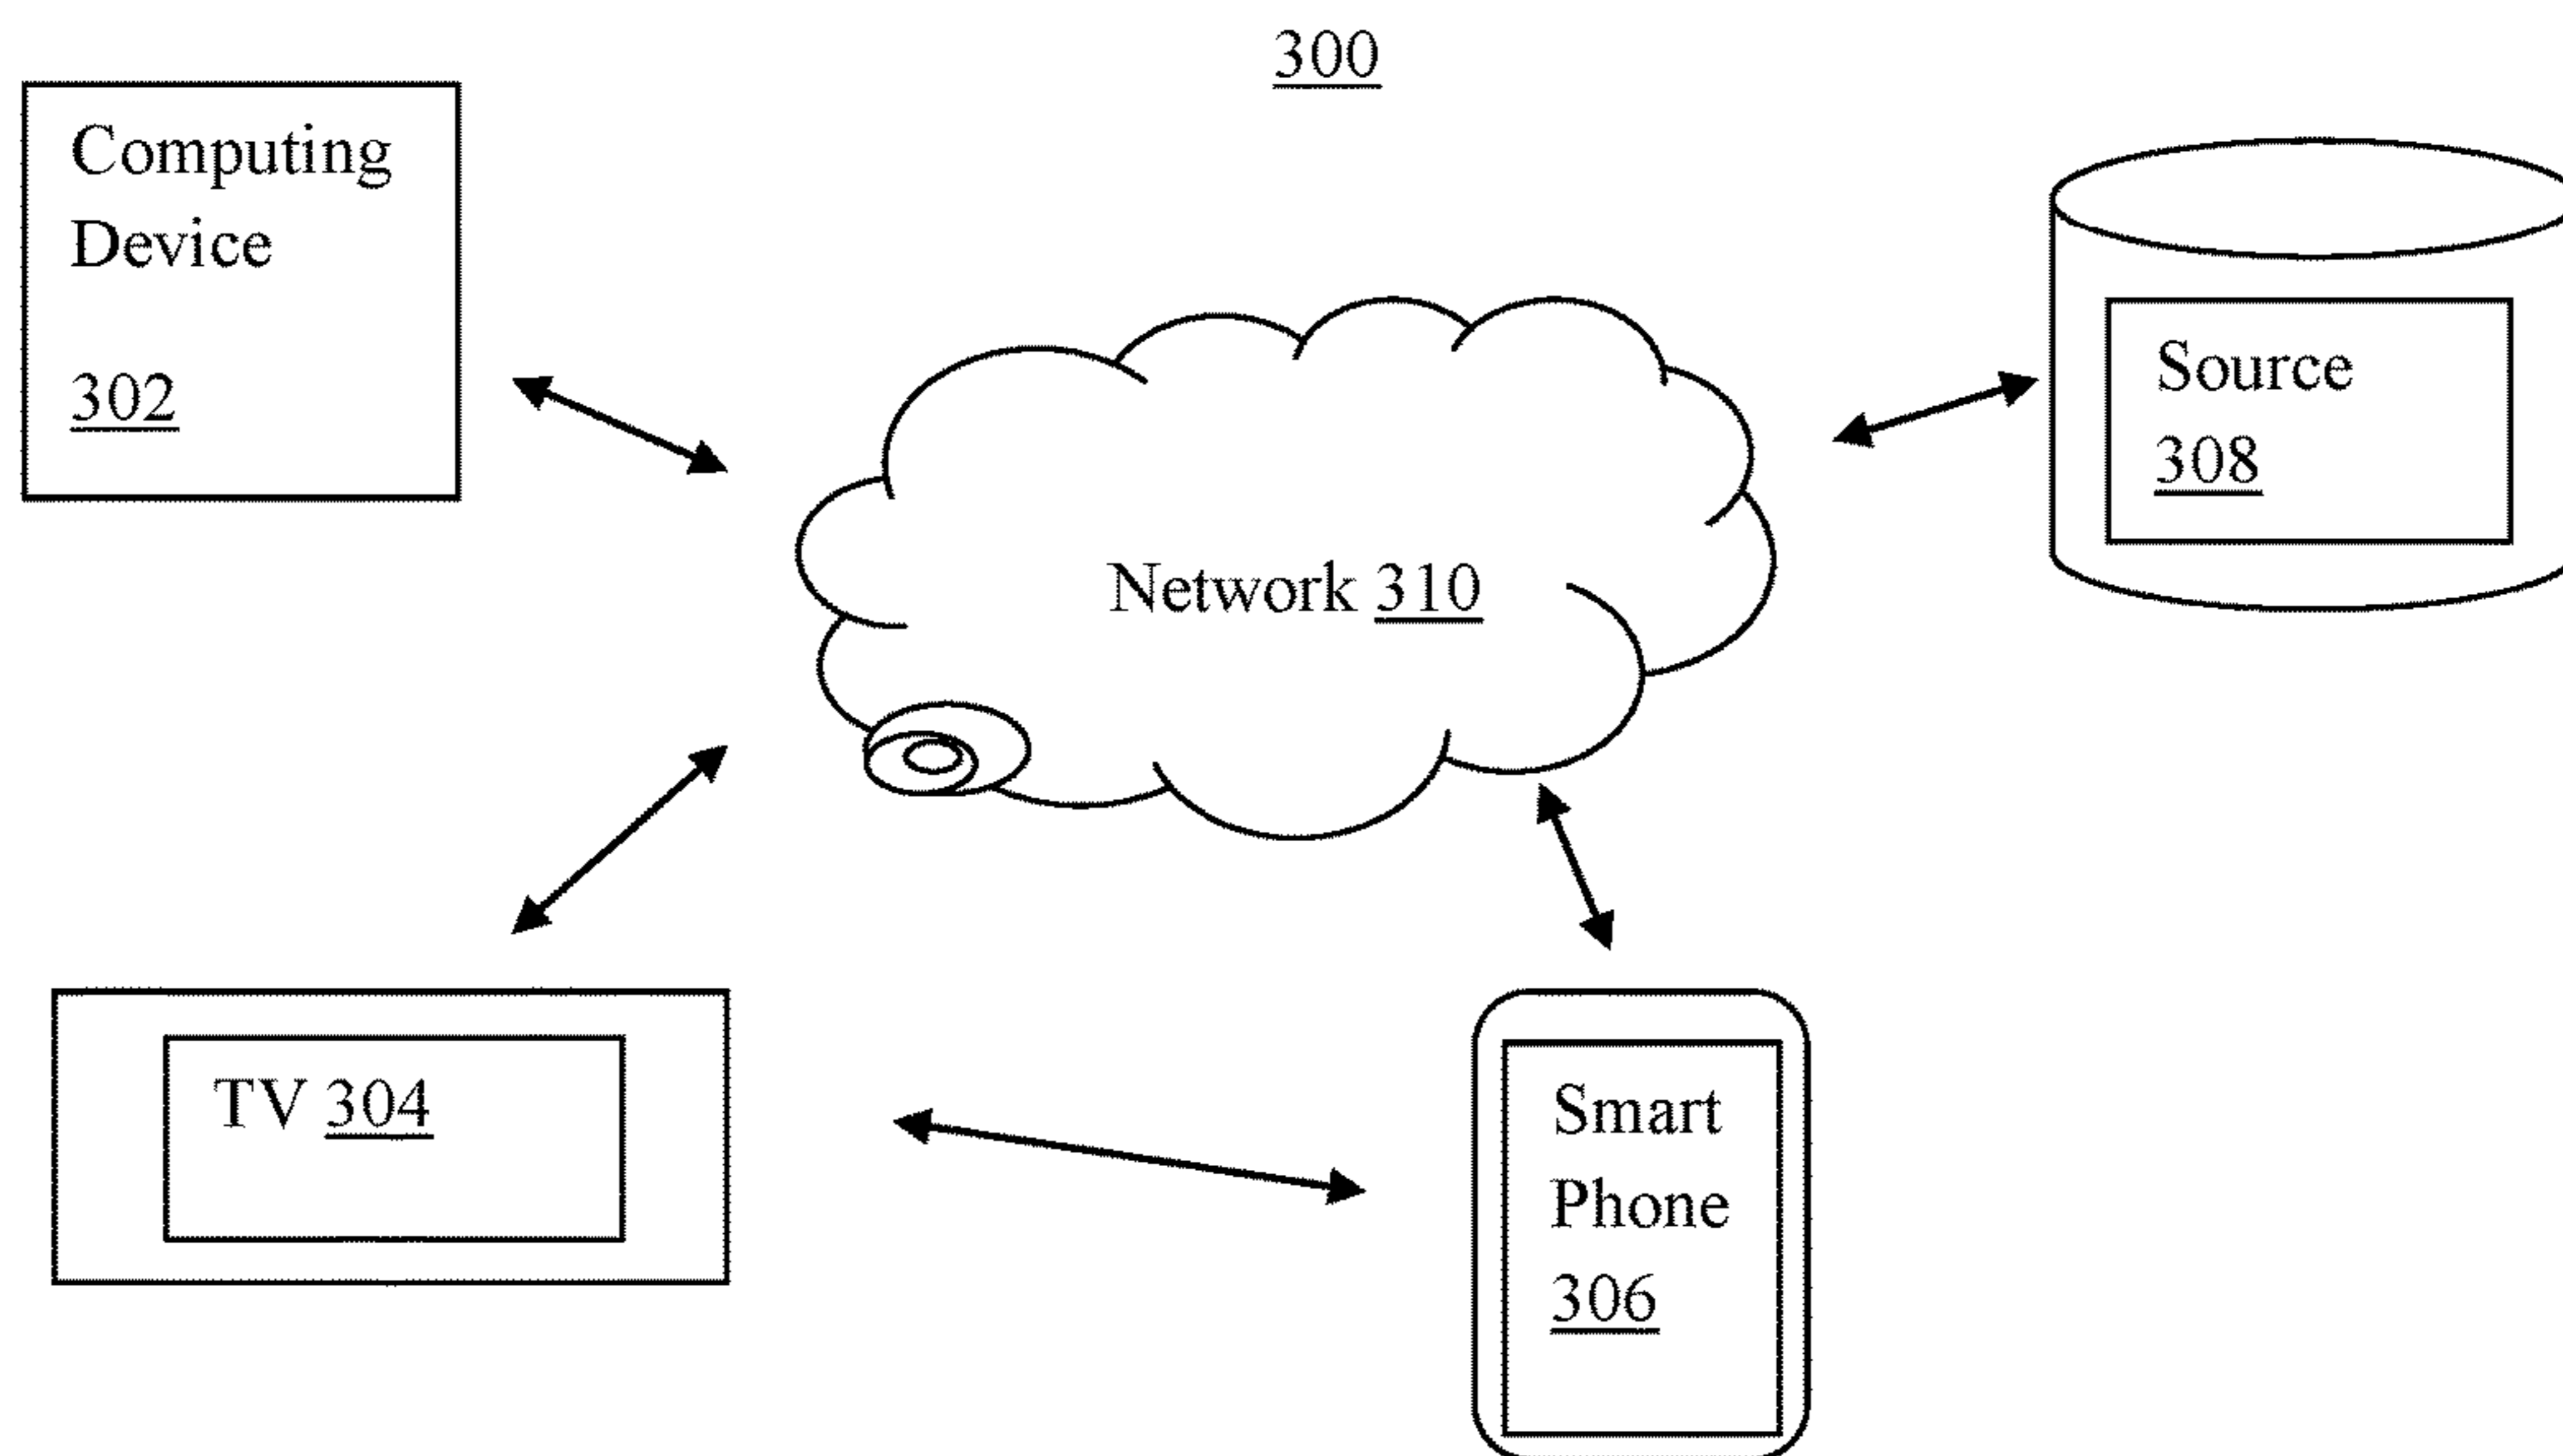 300
Computing
Device
302
Source
308
Network 310
TV 304
Smart
Phone
306